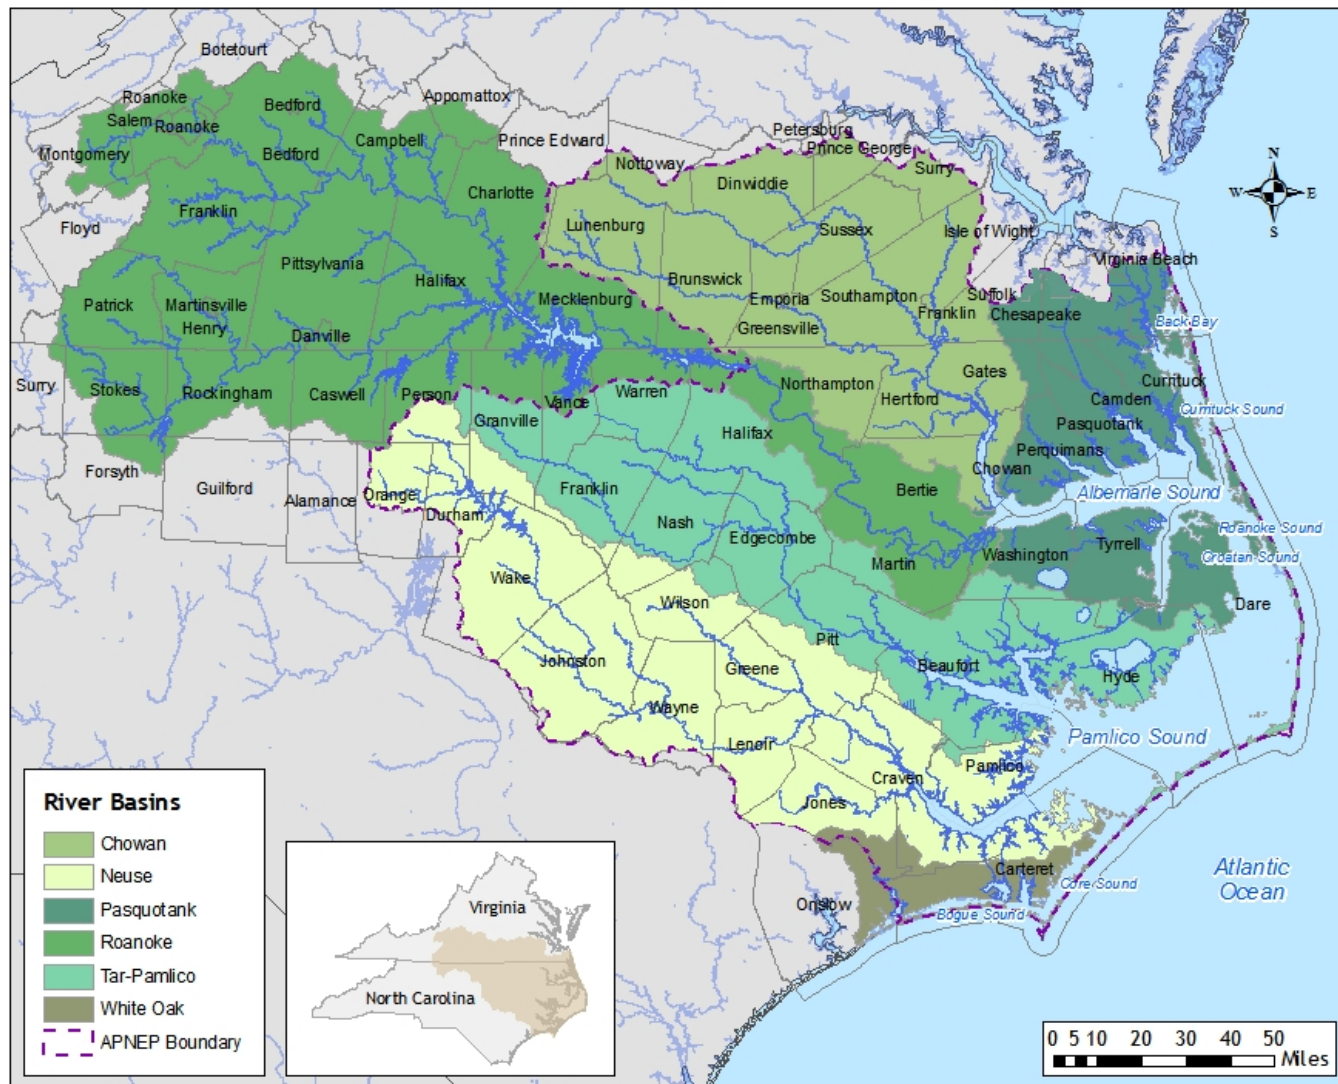 Botetourt
Roanoke
Bedford
Appomattox
Salem
Roanoke
Campbell
Prince Edward
Petersburg
Montgomery
Bedford
Nottoway
Prince George
Surry
Charlotte
Dinwiddie
Floyd
Franklin
Lunenburg
Sussex
Isle of Wight
Virginia Beach
Pittsylvania
Halifax
Brunswick
Patrick
Martinsville
Henry
Mecklenburg
Emporia
Southampton
Suffolk
Franklin
Chesapeake
Danville
Greensville
Back Bay
Surry
Stokes
Rockingham
Caswell
Person
Vance
Warren
Northampton
Gates
Hertford
Currituck
Camden
Currituck Sound
Granville
Halifax
Pasquotank
Perquimans
Forsyth
Guilford
Alamance
Orange
Durham
Franklin
Nash
Edgecombe
Bertie
Chowan
Albemarle Sound
Roanoke Sound
Croatan Sound
Wake
Wilson
Martin
Washington
Tyrrell
Dare
Johnston
Greene
Pitt
Beaufort
Hyde
Wayne
Lenoir
Pamlico Sound
Craven
Pamlico
Jones
Carteret
Core Sound
Atlantic
Ocean
Onslow
Bogue Sound
N
W E
S
River Basins
Chowan
Neuse
Pasquotank
Roanoke
Tar-Pamlico
White Oak
APNEP Boundary
Virginia
North Carolina
0 5 10 20 30 40 50
Miles